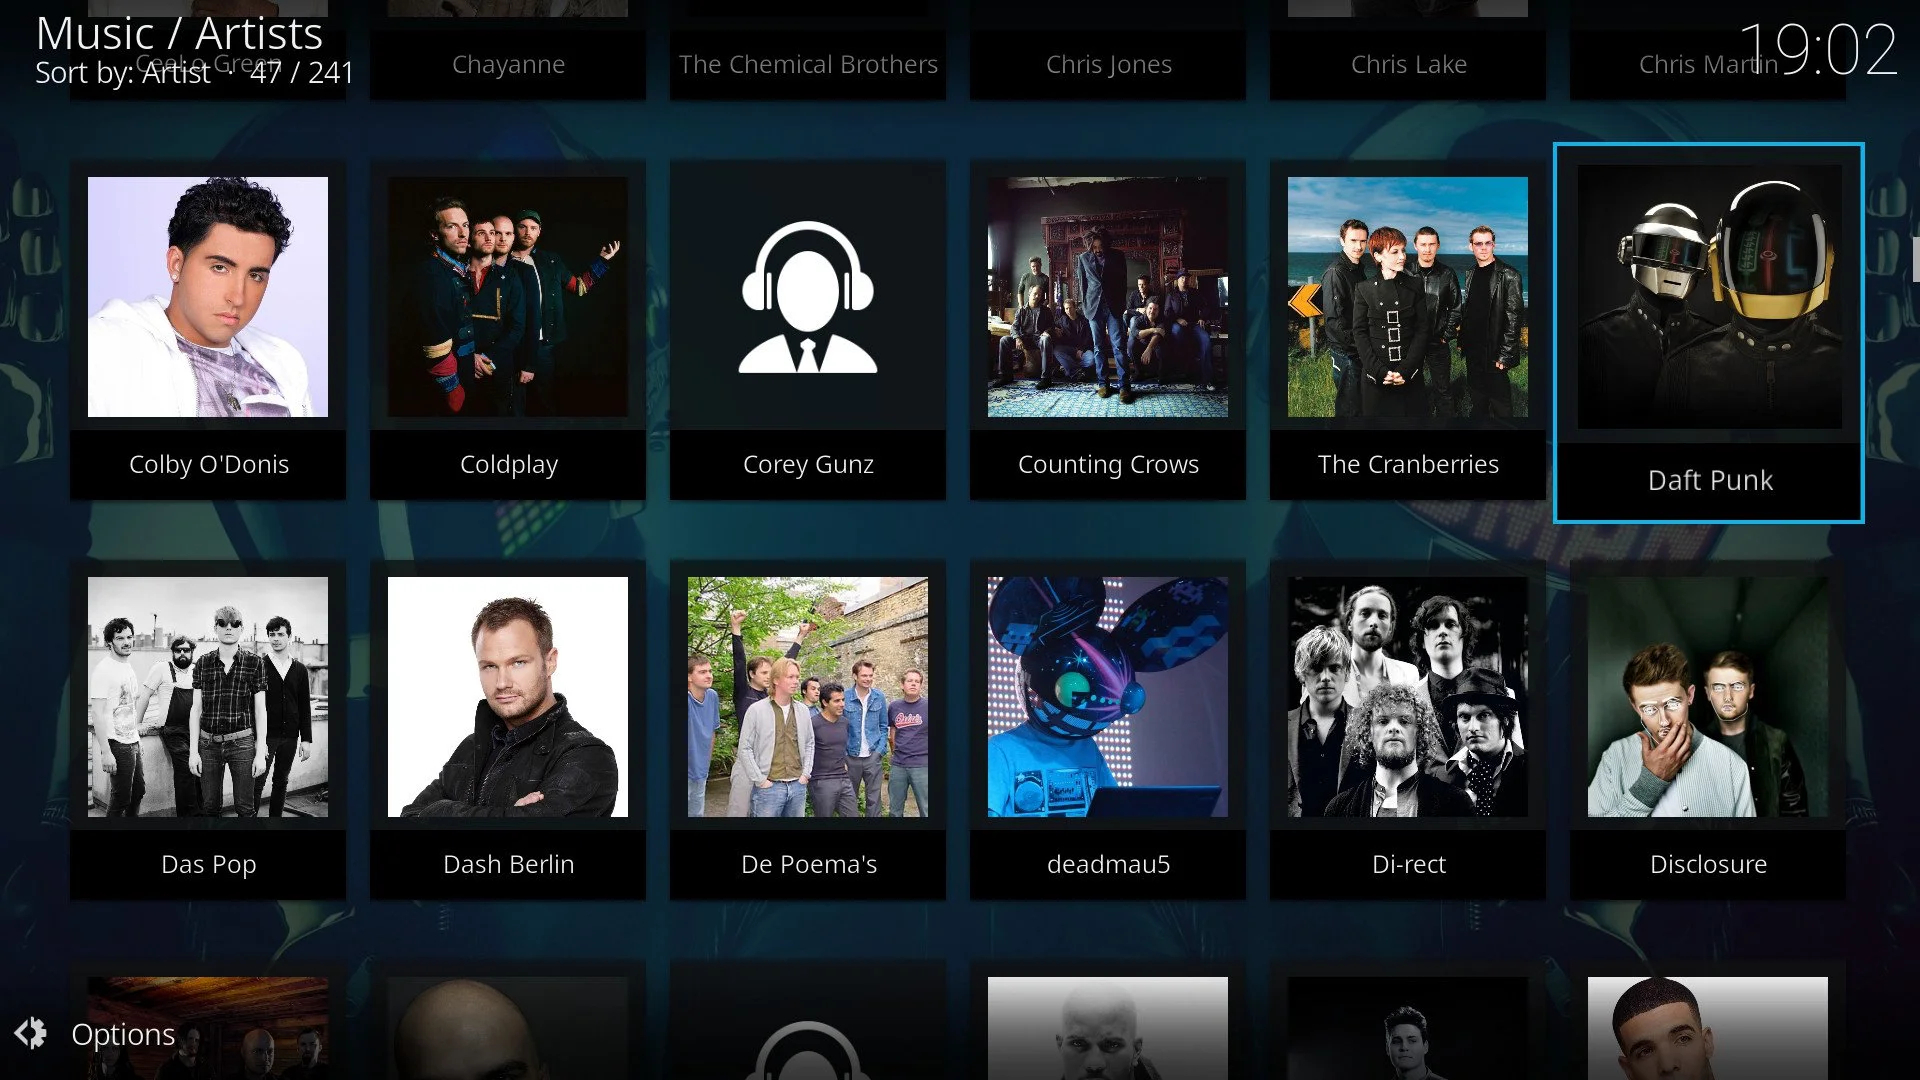 Music / Artists
19:02
Sort by: Artist · 47 / 241
CeeLo Green
Chayanne
The Chemical Brothers
Chris Jones
Chris Lake
Chris Martin
Colby O'Donis
Coldplay
Corey Gunz
Counting Crows
The Cranberries
Daft Punk
Das Pop
Dash Berlin
De Poema's
deadmau5
Di-rect
Disclosure
Options